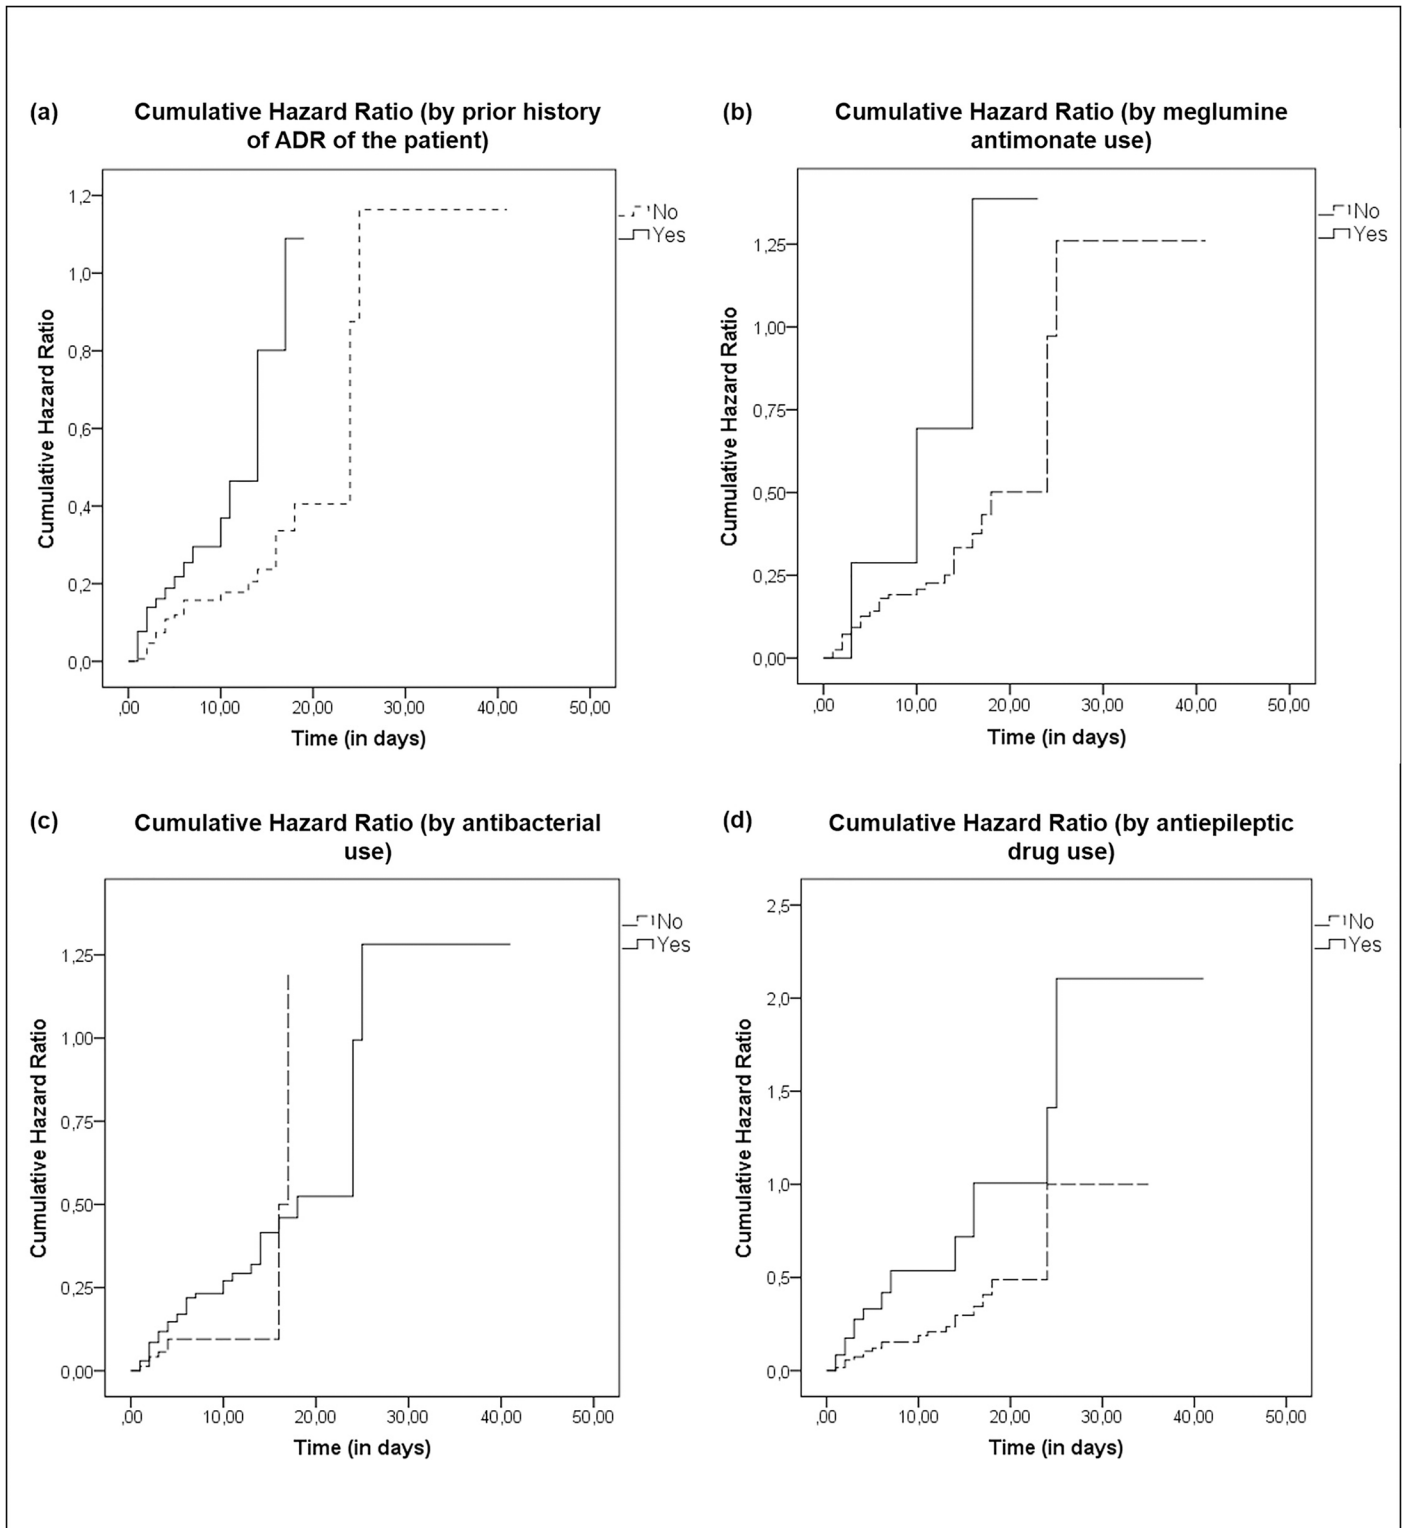 (a)
Cumulative Hazard Ratio (by prior history
of ADR of the patient)
Cumulative Hazard Ratio
1,2
1,0
0,8
0,6
0,4
0,2
0,0
,00
10,00
20,00
30,00
40,00
50,00
Time (in days)
No
Yes
(b)
Cumulative Hazard Ratio (by meglumine
antimonate use)
Cumulative Hazard Ratio
1,25
1,00
0,75
0,50
0,25
0,00
,00
10,00
20,00
30,00
40,00
50,00
Time (in days)
No
Yes
(c)
Cumulative Hazard Ratio (by antibacterial
use)
Cumulative Hazard Ratio
1,25
1,00
0,75
0,50
0,25
0,00
,00
10,00
20,00
30,00
40,00
50,00
Time (in days)
No
Yes
(d)
Cumulative Hazard Ratio (by antiepileptic
drug use)
Cumulative Hazard Ratio
2,5
2,0
1,5
1,0
0,5
0,0
,00
10,00
20,00
30,00
40,00
50,00
Time (in days)
No
Yes